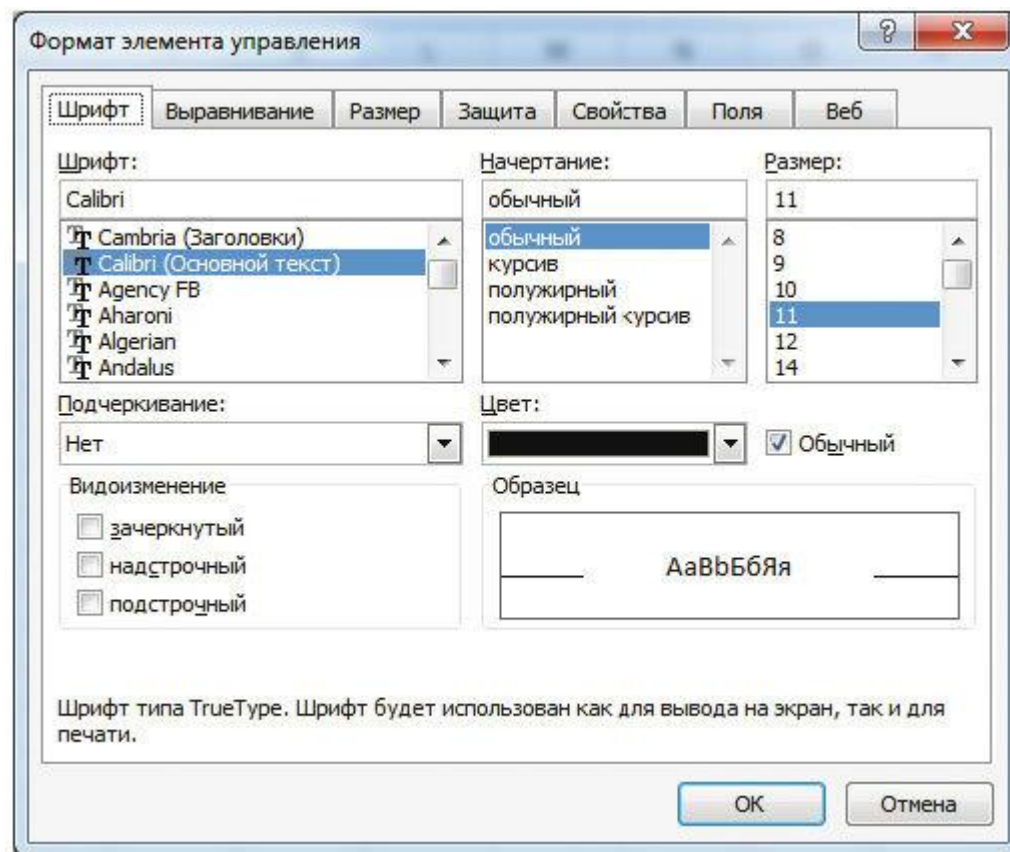 Формат элемента управления
Шрифт Выравнивание Размер Защита Свойства Поля Веб
Шрифт: Начертание: Размер:
Calibri обычный 11
Cambria (Заголовки) обычный 8
Calibri (Основной текст) курсив 9
Agency FB полужирный 10
Aharoni полужирный курсив 11
Algerian 12
Andalus 14
Подчеркивание: Цвет:
Нет Обычный
Видоизменение Образец
зачеркнутый
надстрочный АаВbБбЯя
подстрочный
Шрифт типа TrueType. Шрифт будет использован как для вывода на экран, так и для
печати.
ОК Отмена